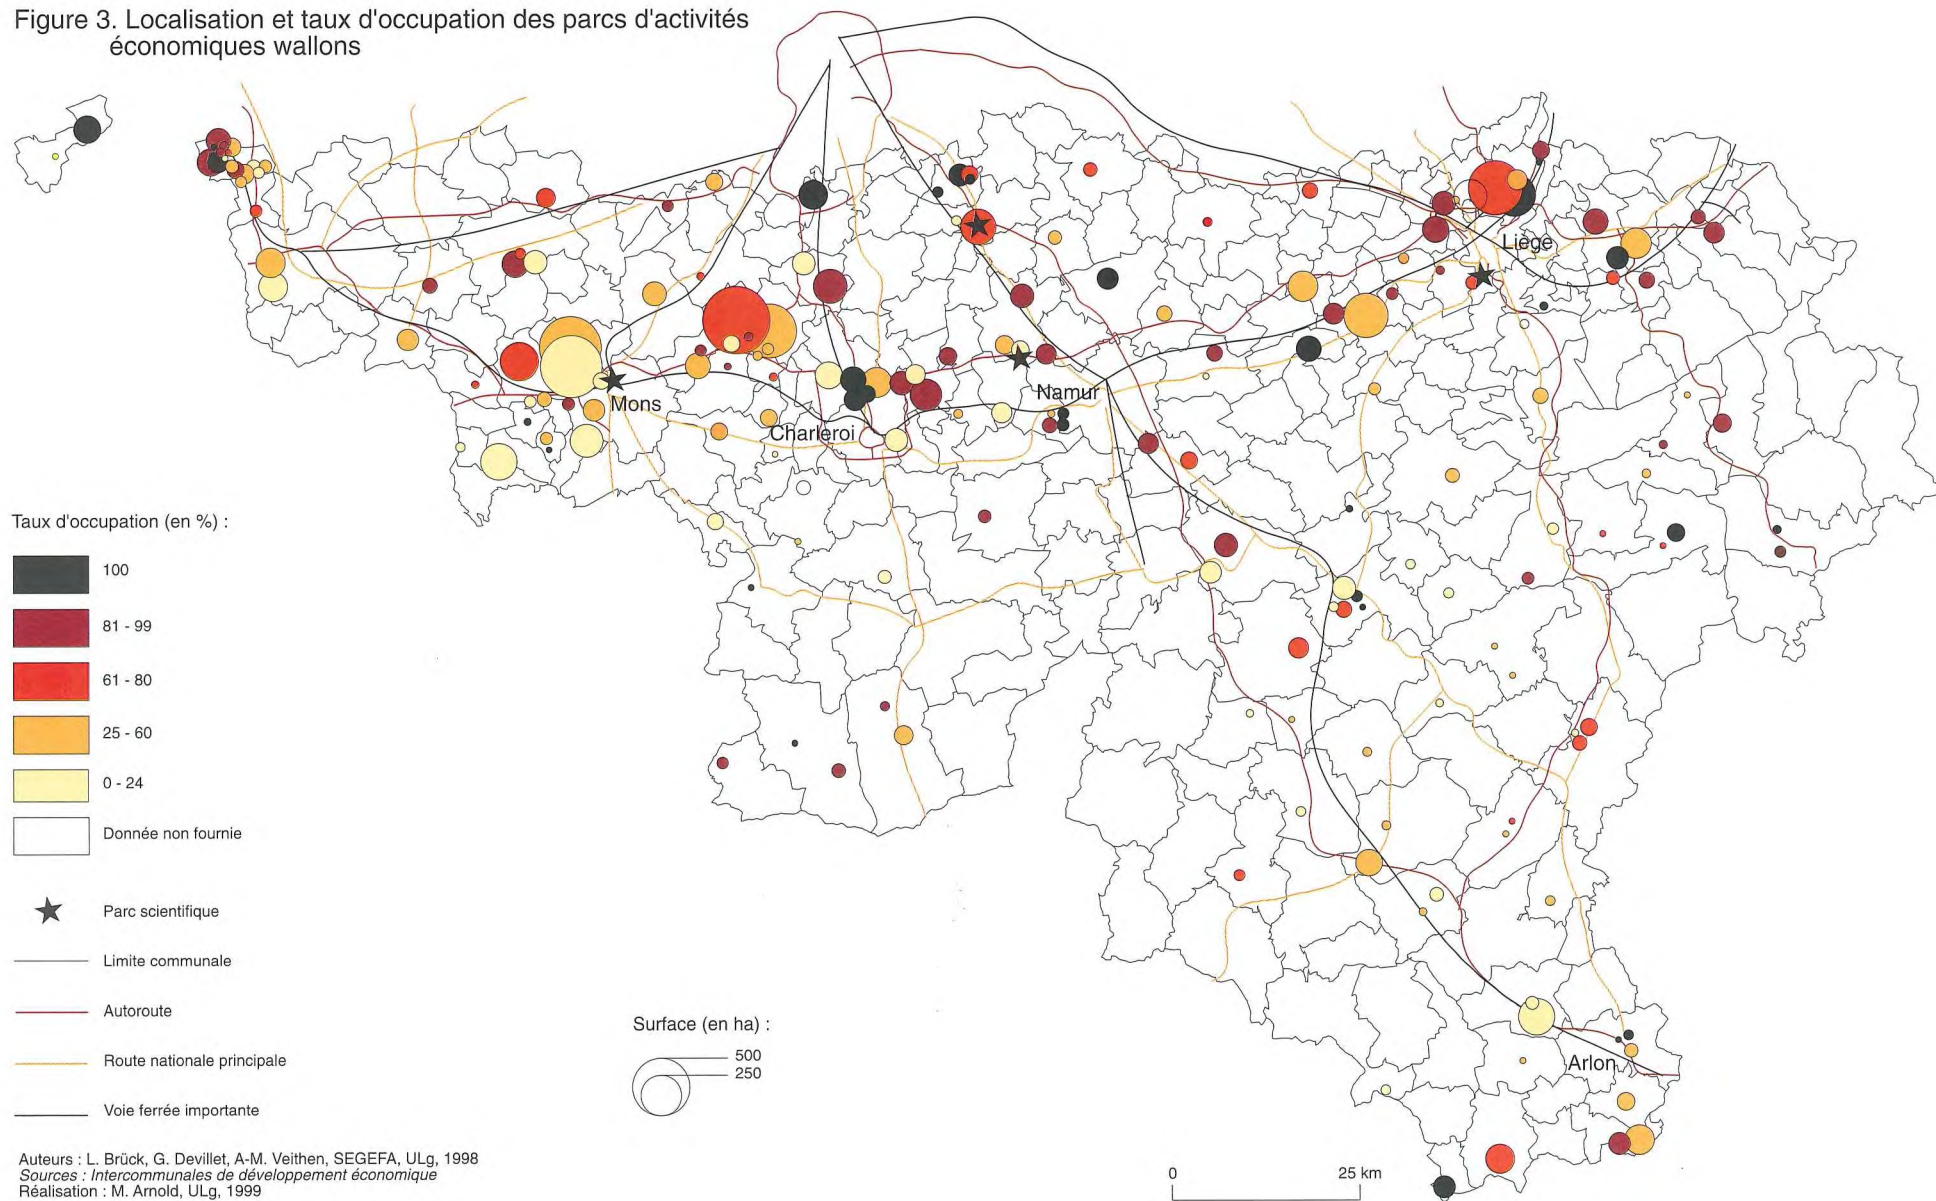 Figure 3. Localisation et taux d'occupation des parcs d'activités
économiques wallons
Liège
Namur
Mons
Charleroi
Arlon
Taux d'occupation (en %) :
100
81 - 99
61 - 80
25 - 60
0 - 24
Donnée non fournie
Parc scientifique
Limite communale
Autoroute
Route nationale principale
Voie ferrée importante
Surface (en ha) :
500
250
0 25 km
Auteurs : L. Brück, G. Devillet, A-M. Veithen, SEGEFA, ULg, 1998
Sources : Intercommunales de développement économique
Réalisation : M. Arnold, ULg, 1999